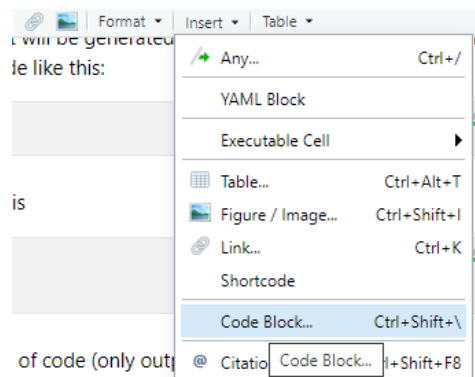 Format Insert Table
will be generated
de like this:
Any... Ctrl+/
YAML Block
Executable Cell
Table... Ctrl+Alt+T
is
Figure / Image... Ctrl+Shift+I
Link... Ctrl+K
Shortcode
Code Block... Ctrl+Shift+\
of code (only outp
@ Citatio Code Block... l+Shift+F8